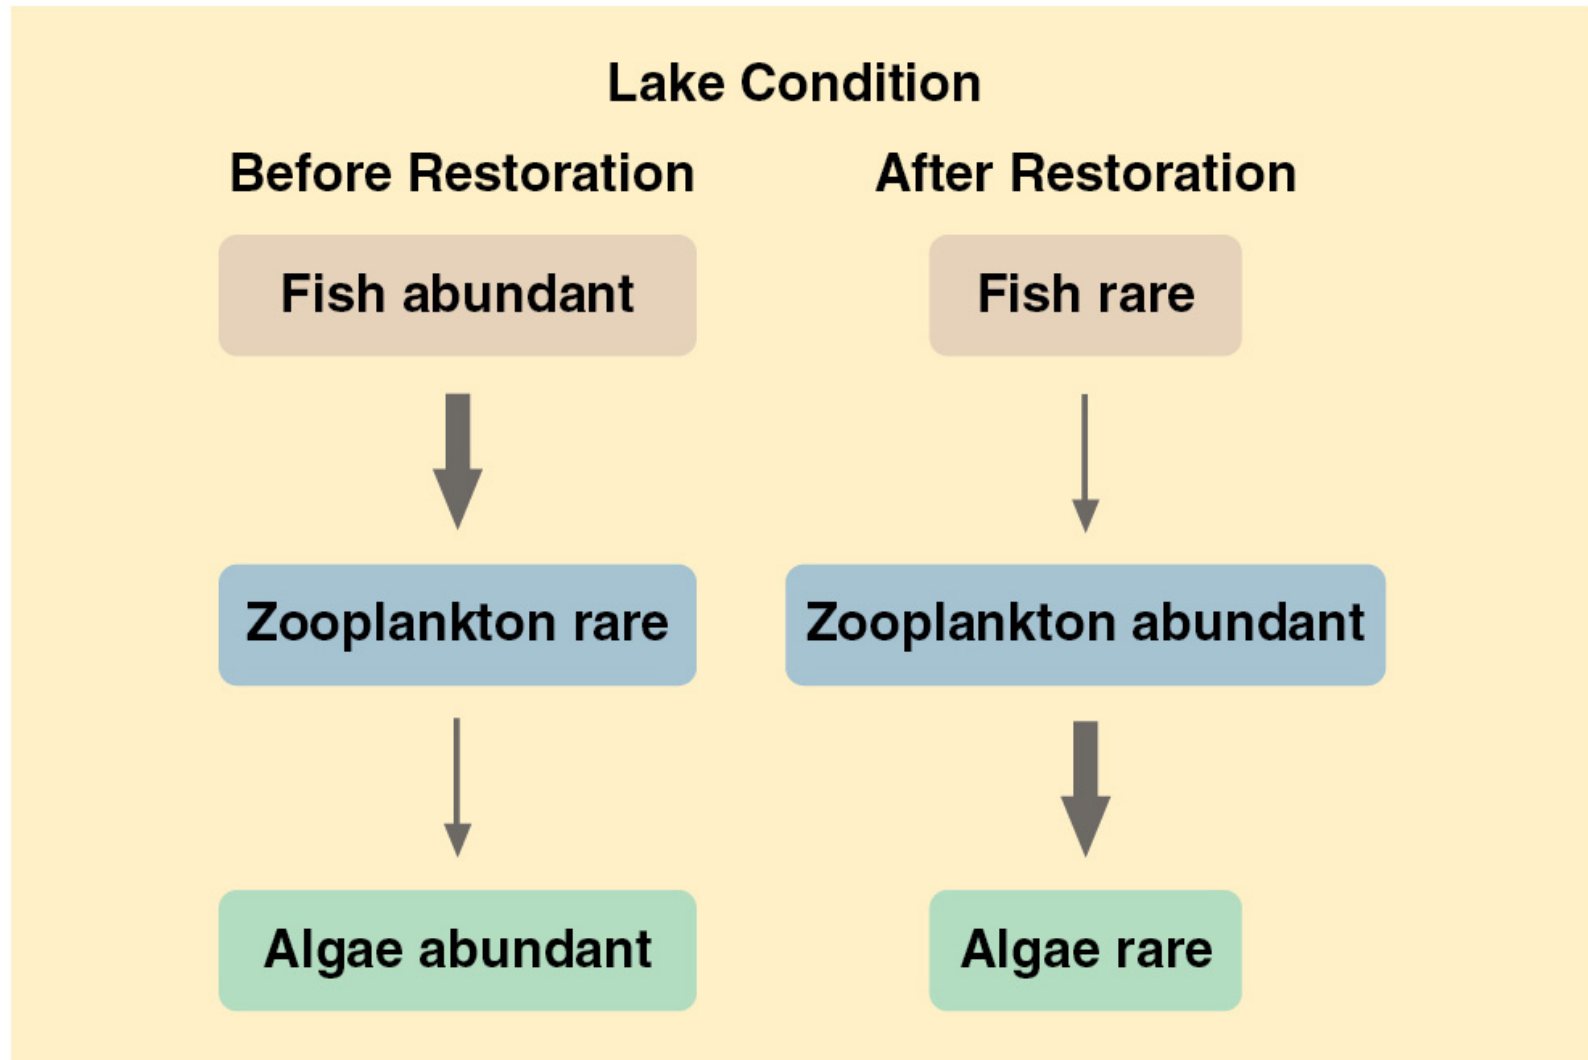 Lake Condition
Before Restoration
After Restoration
Fish abundant
Fish rare
Zooplankton rare
Zooplankton abundant
Algae abundant
Algae rare